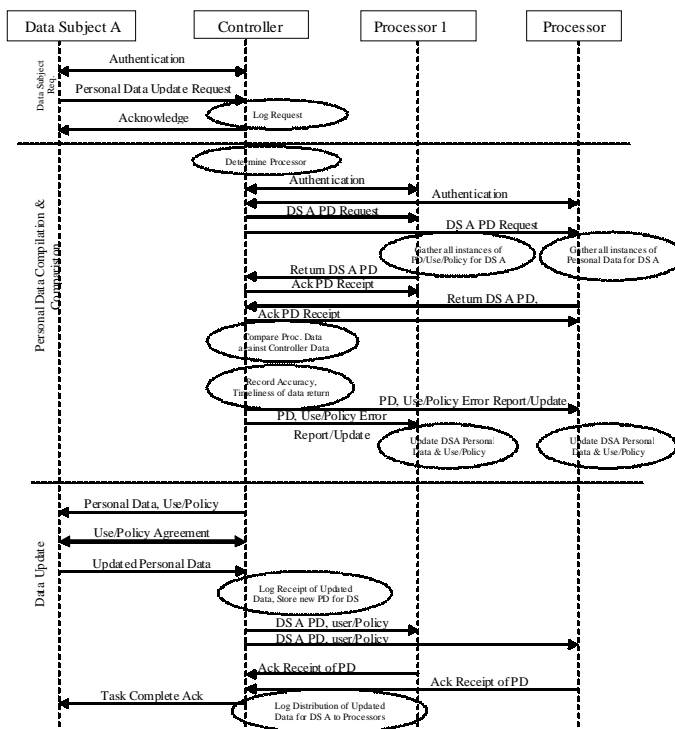 Data Subject A
Controller
Processor 1
Processor
Data Subject
Req.
Authentication
Personal Data Update Request
Log Request
Acknowledge
Personal Data Compilation &
Comparison
Determine Processor
Authentication
Authentication
DS A PD Request
DS A PD Request
Gather all instances of
PD/Use/Policy for DS A
Gather all instances of
Personal Data for DS A
Return DS A PD
Ack PD Receipt
Return DS A PD,
Ack PD Receipt
Compare Proc. Data
against Controller Data
Record Accuracy,
Timeliness of data return
PD, Use/Policy Error Report/Update
PD, Use/Policy Error
Report/Update
Update DSA Personal
Data & Use/Policy
Update DSA Personal
Data & Use/Policy
Data Update
Personal Data, Use/Policy
Use/Policy Agreement
Updated Personal Data
Log Receipt of Updated
Data, Store new PD for DS
DS A PD, user/Policy
DS A PD, user/Policy
Ack Receipt of PD
Ack Receipt of PD
Task Complete Ack
Log Distribution of Updated
Data for DS A to Processors